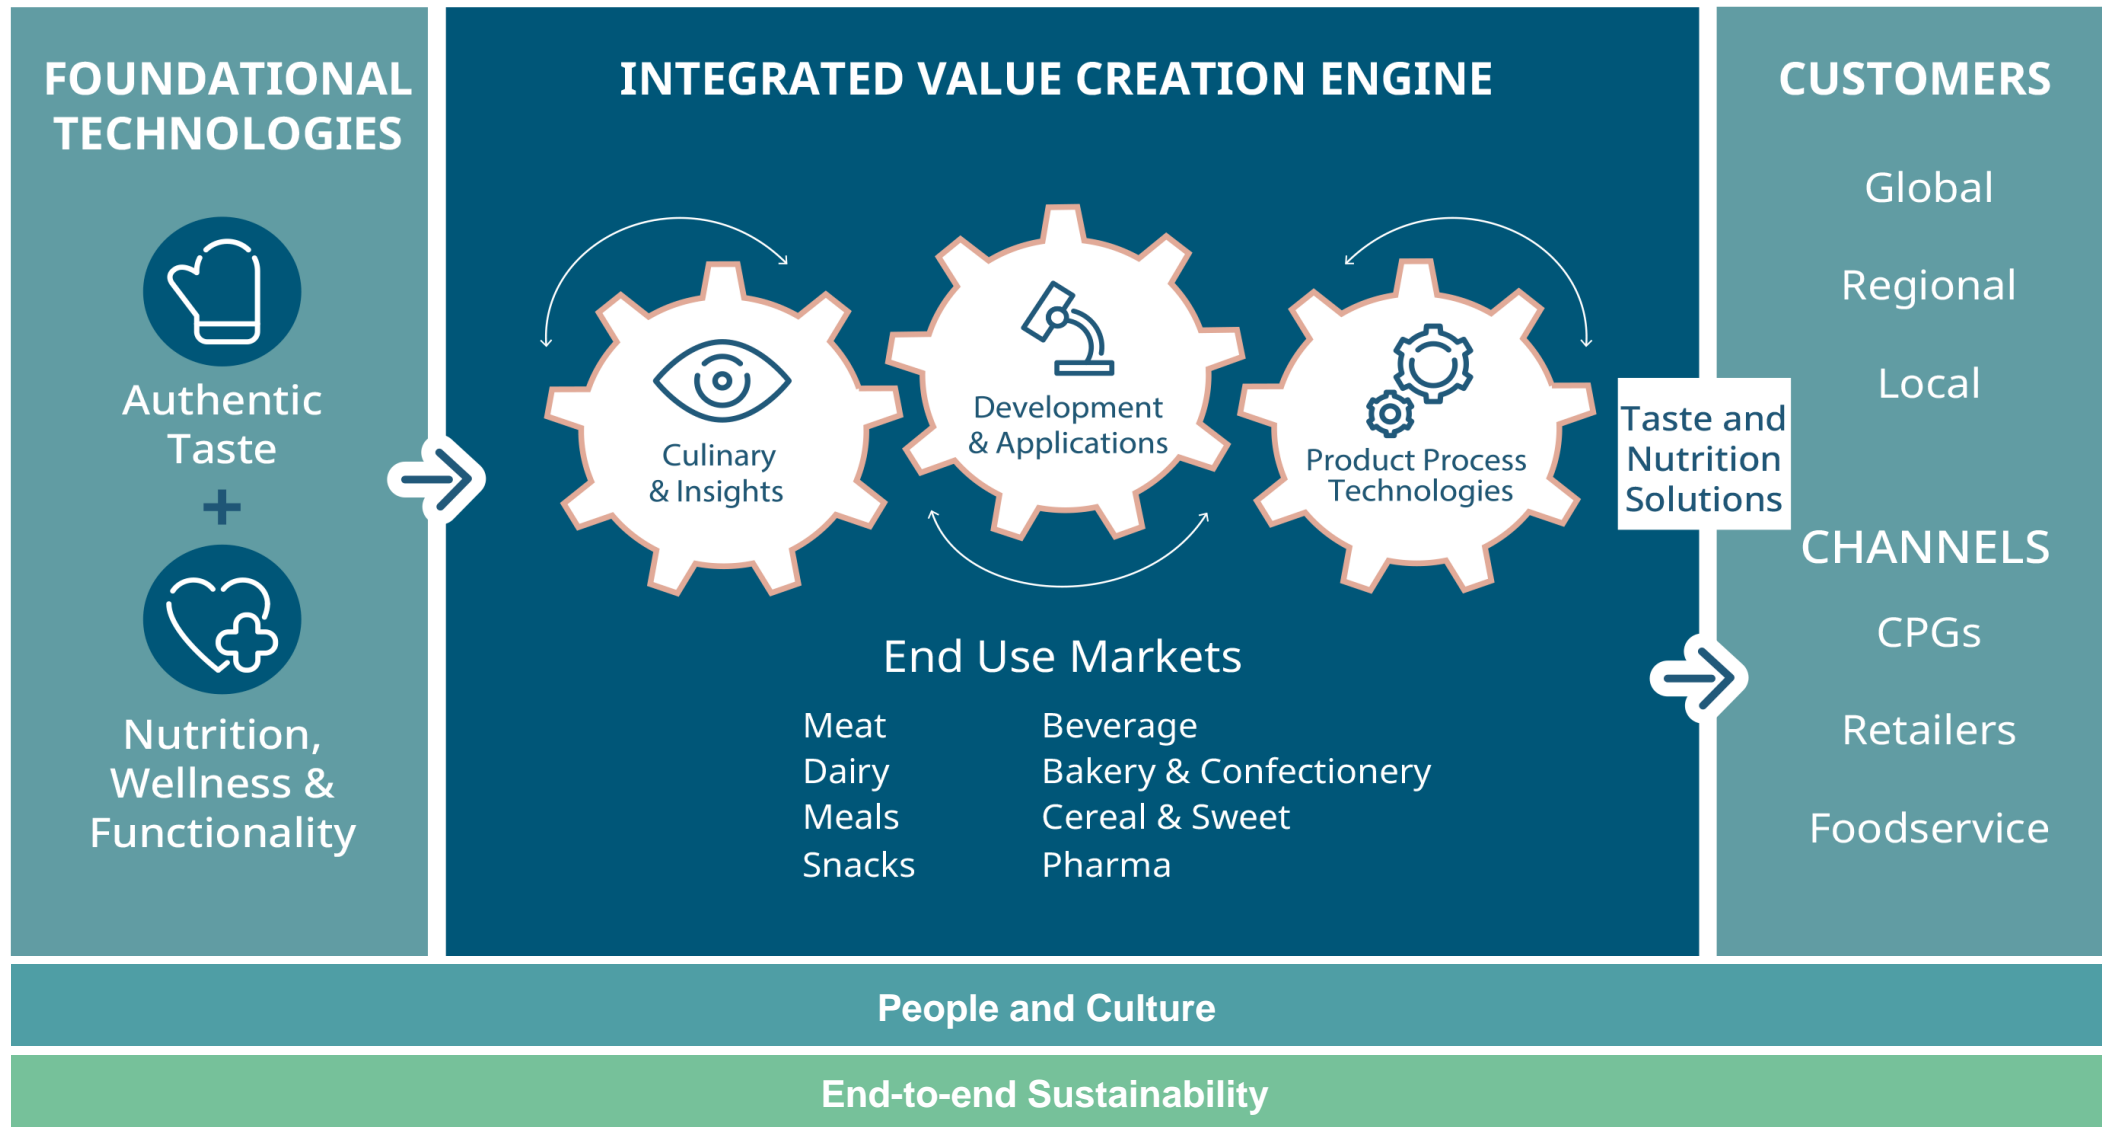 FOUNDATIONAL
TECHNOLOGIES
Authentic
Taste
+
Nutrition,
Wellness &
Functionality
INTEGRATED VALUE CREATION ENGINE
Culinary
& Insights
Development
& Applications
Product Process
Technologies
End Use Markets
Meat
Dairy
Meals
Snacks
Beverage
Bakery & Confectionery
Cereal & Sweet
Pharma
Taste and
Nutrition
Solutions
CUSTOMERS
Global
Regional
Local
CHANNELS
CPGs
Retailers
Foodservice
People and Culture
End-to-end Sustainability